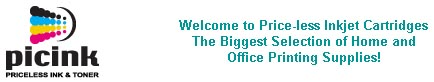 picink
PRICELESS INK & TONER
Welcome to Price-less Inkjet Cartridges
The Biggest Selection of Home and
Office Printing Supplies!